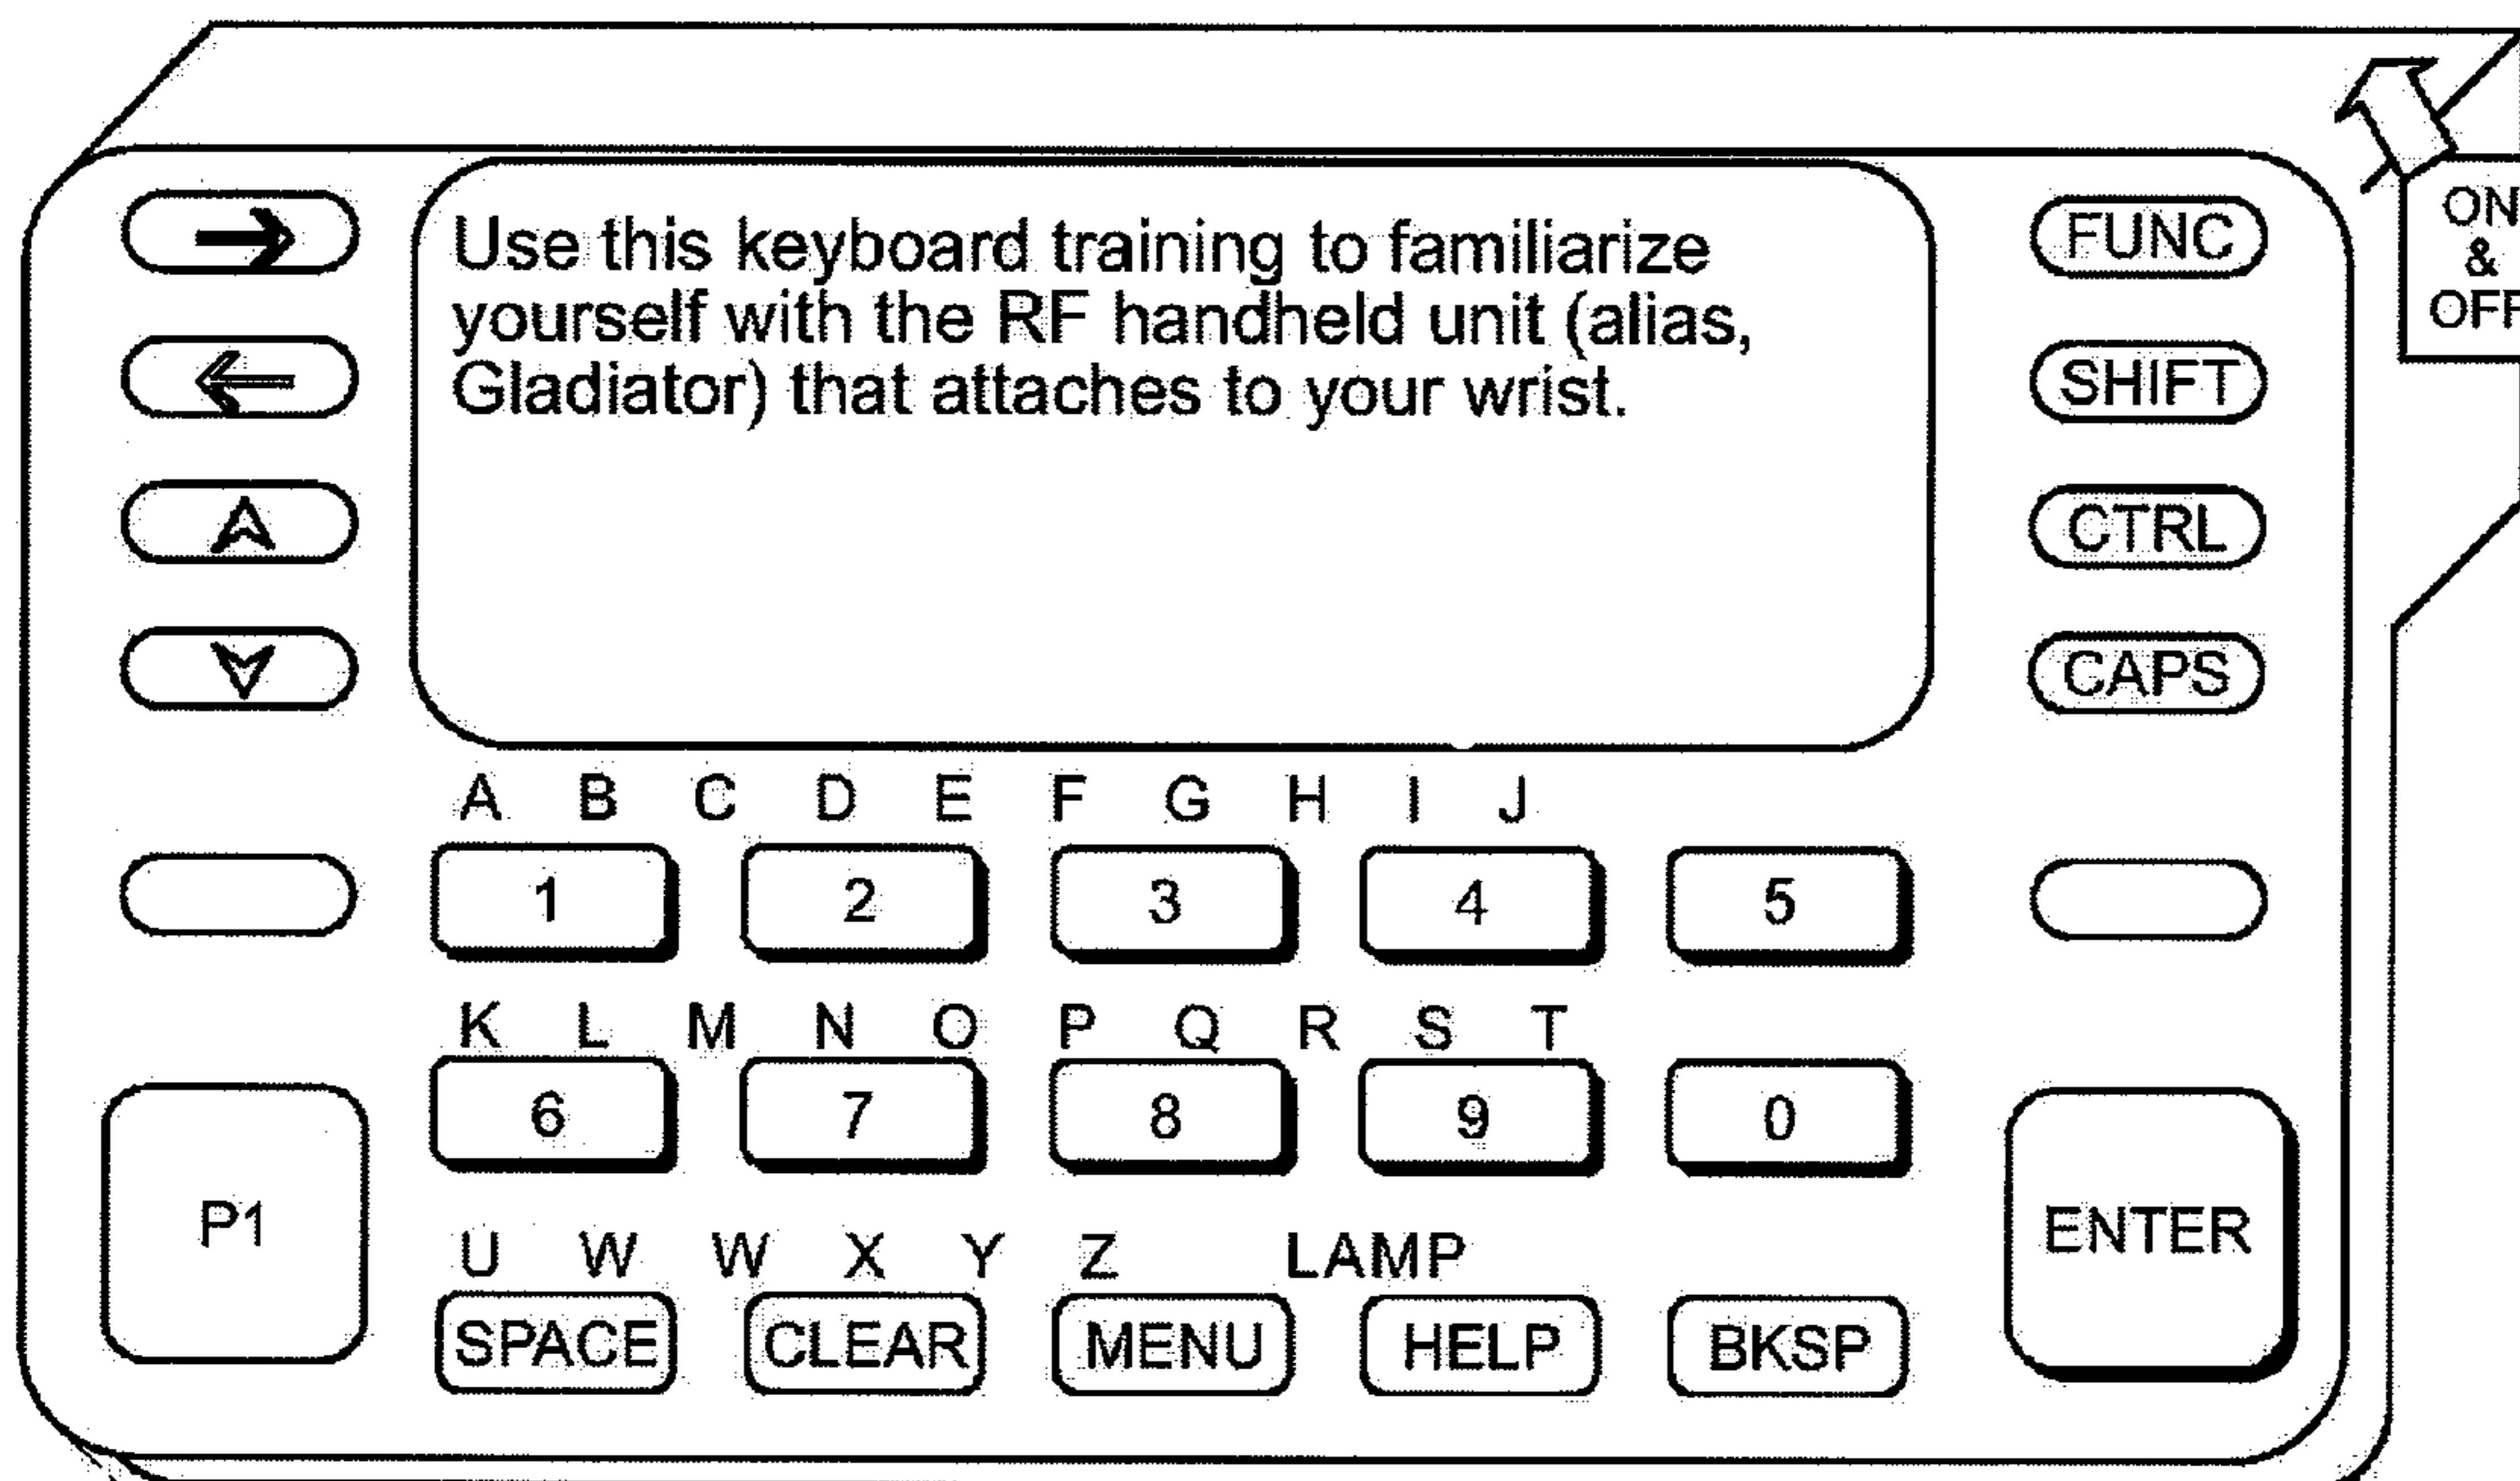 Use this keyboard training to familiarize
yourself with the RF handheld unit (alias,
Gladiator) that attaches to your wrist.
FUNC
SHIFT
CTRL
CAPS
ON
&
OFF
A B C D E F G H I J
1 2 3 4 5
K L M N O P Q R S T
6 7 8 9 0
P1
ENTER
U W W X Y Z LAMP
SPACE CLEAR MENU HELP BKSP